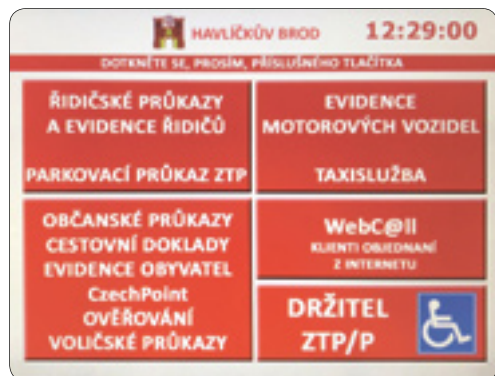 HAVLÍČKŮV BROD
12:29:00
DOTKNĚTE SE, PROSÍM, PŘÍSLUŠNÉHO TLAČÍTKA
ŘIDIČSKÉ PRŮKAZY
A EVIDENCE ŘIDIČŮ
PARKOVACÍ PRŮKAZ ZTP
EVIDENCE
MOTOROVÝCH VOZIDEL
TAXISLUŽBA
OBČANSKÉ PRŮKAZY
CESTOVNÍ DOKLADY
EVIDENCE OBYVATEL
CzechPoint
OVĚŘOVÁNÍ
VOLIČSKÉ PRŮKAZY
WebC@ll
KLIENTI OBJEDNANÍ
Z INTERNETU
DRŽITEL
ZTP/P